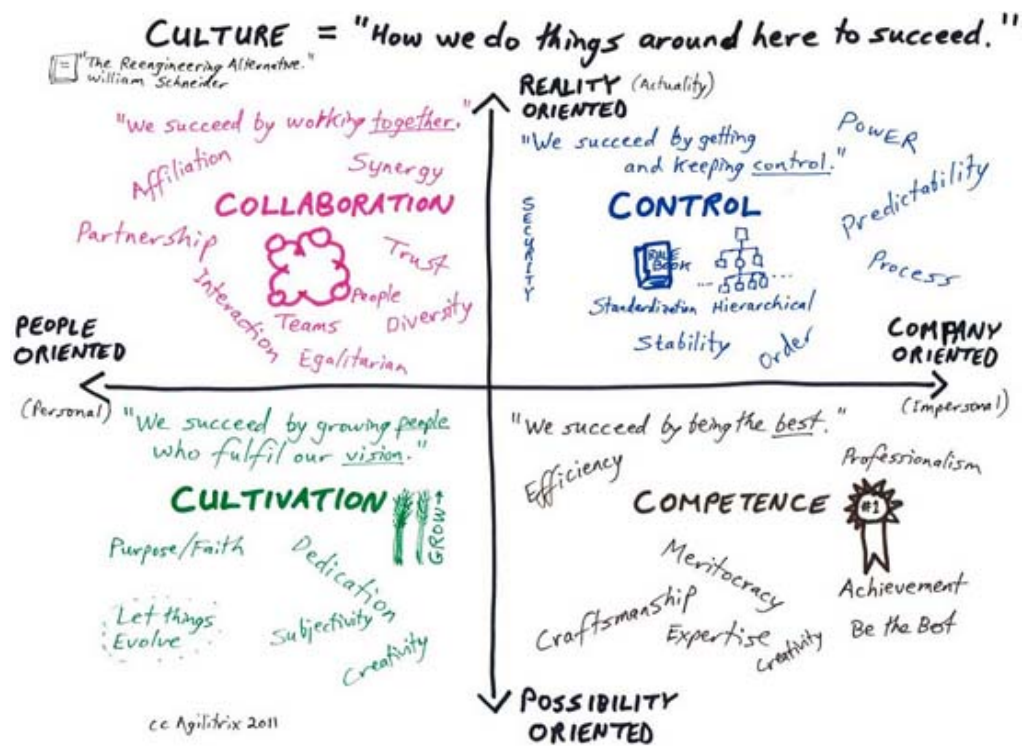 CULTURE = "How we do things around here to succeed."
"The Reengineering Alternative."
William Schneider
REALITY (Actuality)
ORIENTED
"We succeed by working together."
Affiliation
Synergy
COLLABORATION
Partnership
Trust
Interaction
People
Teams
Diversity
Egalitarian
"We succeed by getting
and keeping control."
POWER
SECURITY
CONTROL
Predictability
RULE
BOOK
Process
Standardization
Hierarchical
Stability
Order
PEOPLE
ORIENTED
(Personal)
COMPANY
ORIENTED
(Impersonal)
"We succeed by growing people
who fulfil our vision."
CULTIVATION
GROW
Purpose/Faith
Dedication
Let things
Evolve
Subjectivity
Creativity
"We succeed by being the best."
Efficiency
Professionalism
COMPETENCE
#1
Meritocracy
Achievement
Craftsmanship
Expertise
Creativity
Be the Best
POSSIBILITY
ORIENTED
cc Agilitrix 2011